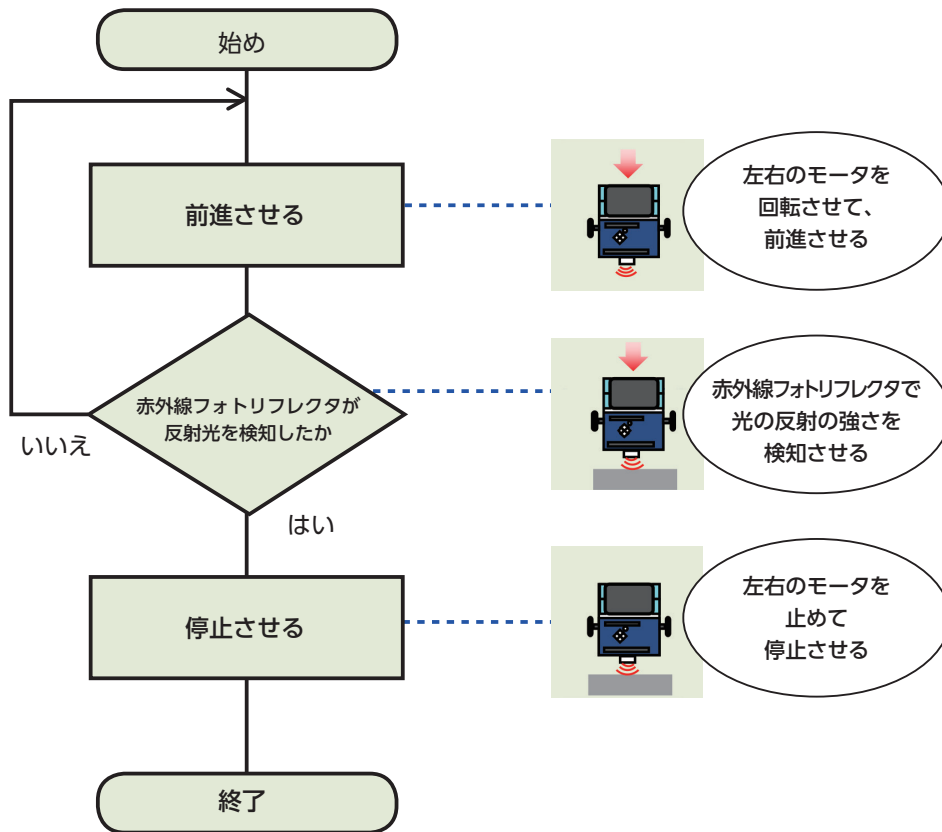 始め
前進させる
左右のモータを
回転させて、
前進させる
赤外線フォトリフレクタが
反射光を検知したか
いいえ
はい
赤外線フォトリフレクタで
光の反射の強さを
検知させる
停止させる
左右のモータを
止めて
停止させる
終了